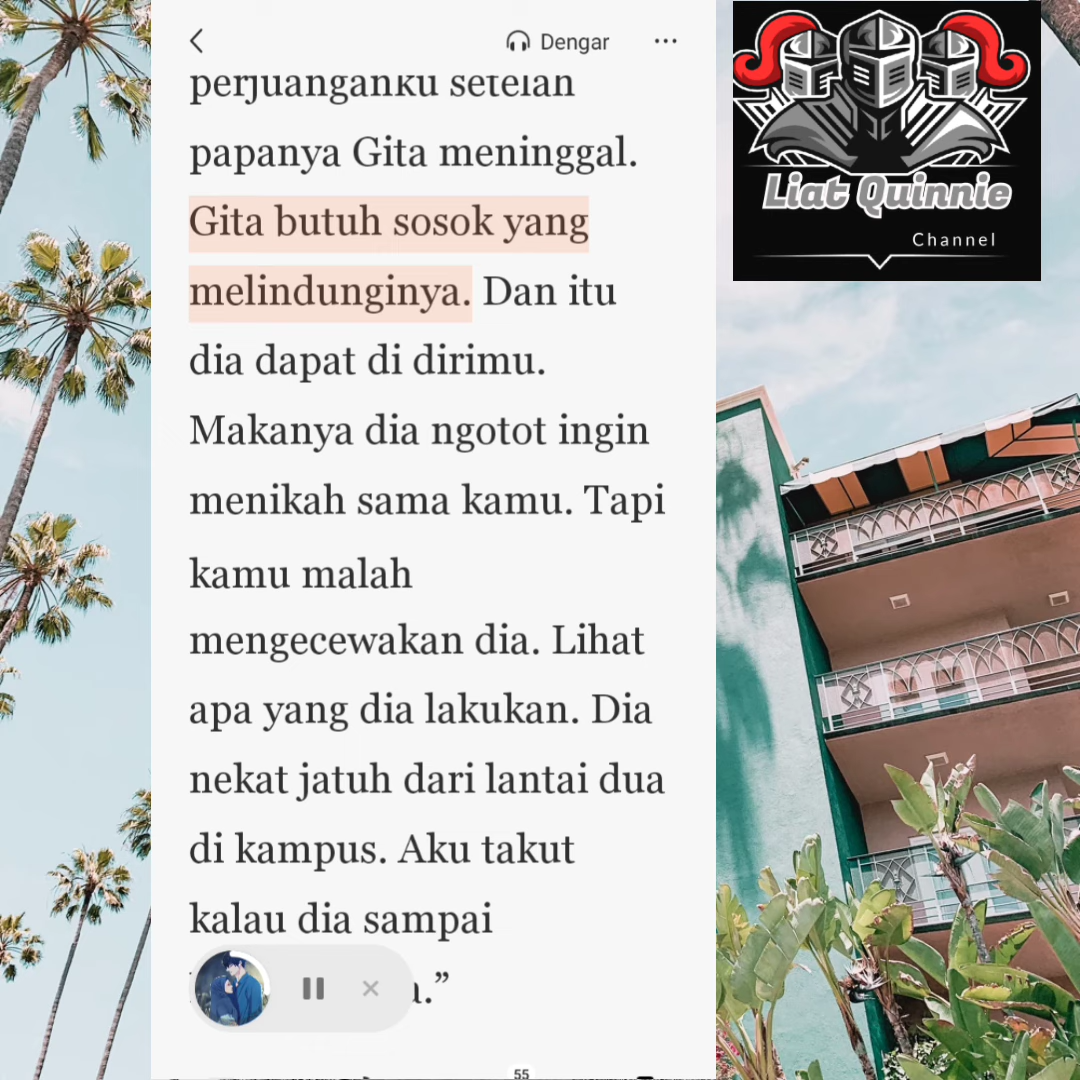 Dengar
perjuanganku setelah
papanya Gita meninggal.
Gita butuh sosok yang
melindunginya. Dan itu
dia dapat di dirimu.
Makanya dia ngotot ingin
menikah sama kamu. Tapi
kamu malah
mengecewakan dia. Lihat
apa yang dia lakukan. Dia
nekat jatuh dari lantai dua
di kampus. Aku takut
kalau dia sampai
55
Liat Quinnie
Channel